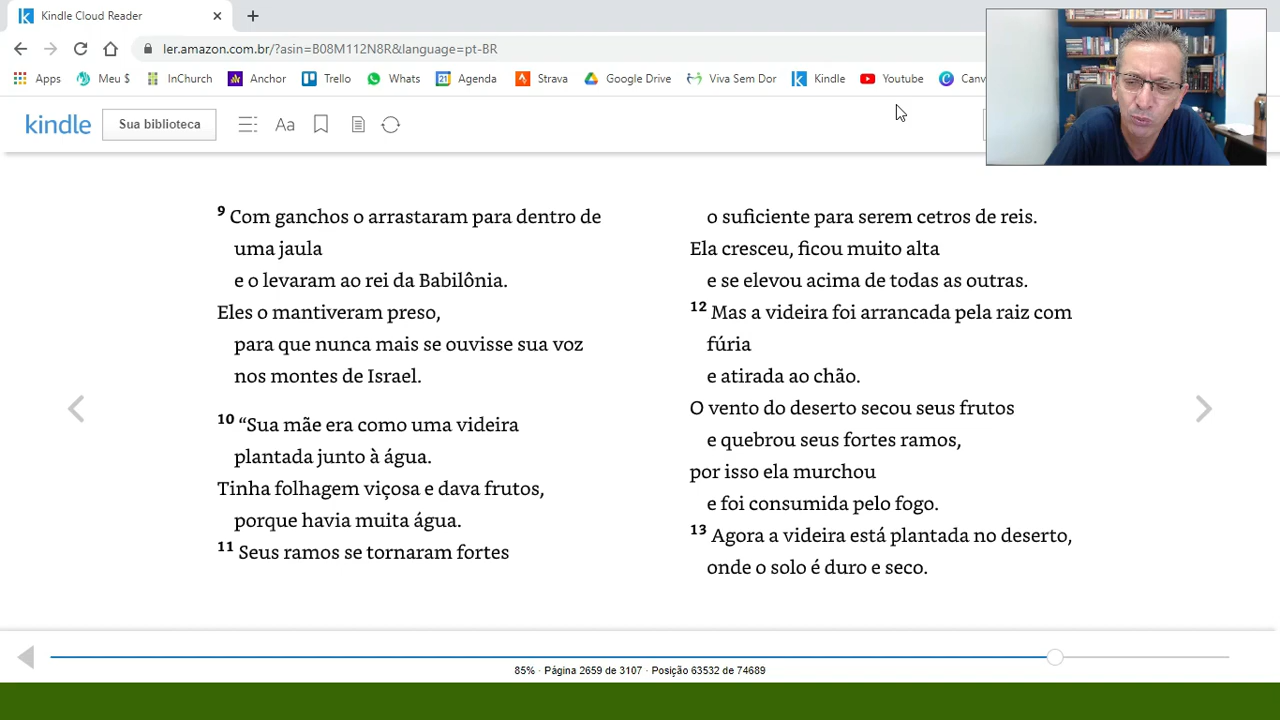 Kindle Cloud Reader
ler.amazon.com.br/?asin=B08M112N8R&language=pt-BR
Apps Meu $ InChurch Anchor Trello Whats Agenda Strava Google Drive Viva Sem Dor Kindle Youtube Canv
kindle Sua biblioteca Aa
9 Com ganchos o arrastaram para dentro de
uma jaula
e o levaram ao rei da Babilônia.
Eles o mantiveram preso,
para que nunca mais se ouvisse sua voz
nos montes de Israel.
10 “Sua mãe era como uma videira
plantada junto à água.
Tinha folhagem viçosa e dava frutos,
porque havia muita água.
11 Seus ramos se tornaram fortes
o suficiente para serem cetros de reis.
Ela cresceu, ficou muito alta
e se elevou acima de todas as outras.
12 Mas a videira foi arrancada pela raiz com
fúria
e atirada ao chão.
O vento do deserto secou seus frutos
e quebrou seus fortes ramos,
por isso ela murchou
e foi consumida pelo fogo.
13 Agora a videira está plantada no deserto,
onde o solo é duro e seco.
85% · Página 2659 de 3107 · Posição 63532 de 74689